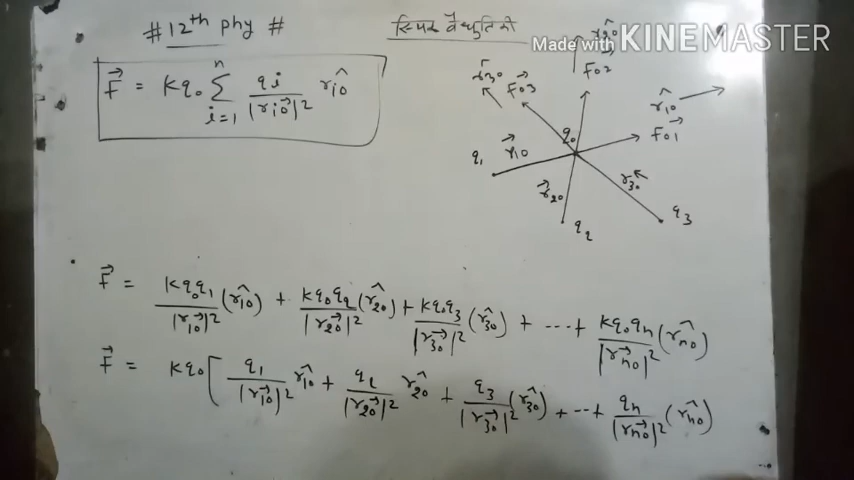 # 12th phy #
स्थिर वैद्युतिकी
Made with KINEMASTER
F⃗ = Kq₀ Σ(i=1 to n) qi / |r⃗i0|² r̂i0
r̂20
F⃗02
r̂30
F⃗03
r̂10
F⃗01
q₀
q₁
r⃗10
r⃗20
r⃗30
q₂
q₃
F⃗ = Kq₀q₁/|r⃗10|² (r̂10) + Kq₀q₂/|r⃗20|² (r̂20) + Kq₀q₃/|r⃗30|² (r̂30) + ---+ Kq₀qn/|r⃗n0|² (r̂n0)
F⃗ = Kq₀ [ q₁/|r⃗10|² r̂10 + q₂/|r⃗20|² r̂20 + q₃/|r⃗30|² (r̂30) + --+ qn/|r⃗n0|² (r̂n0)